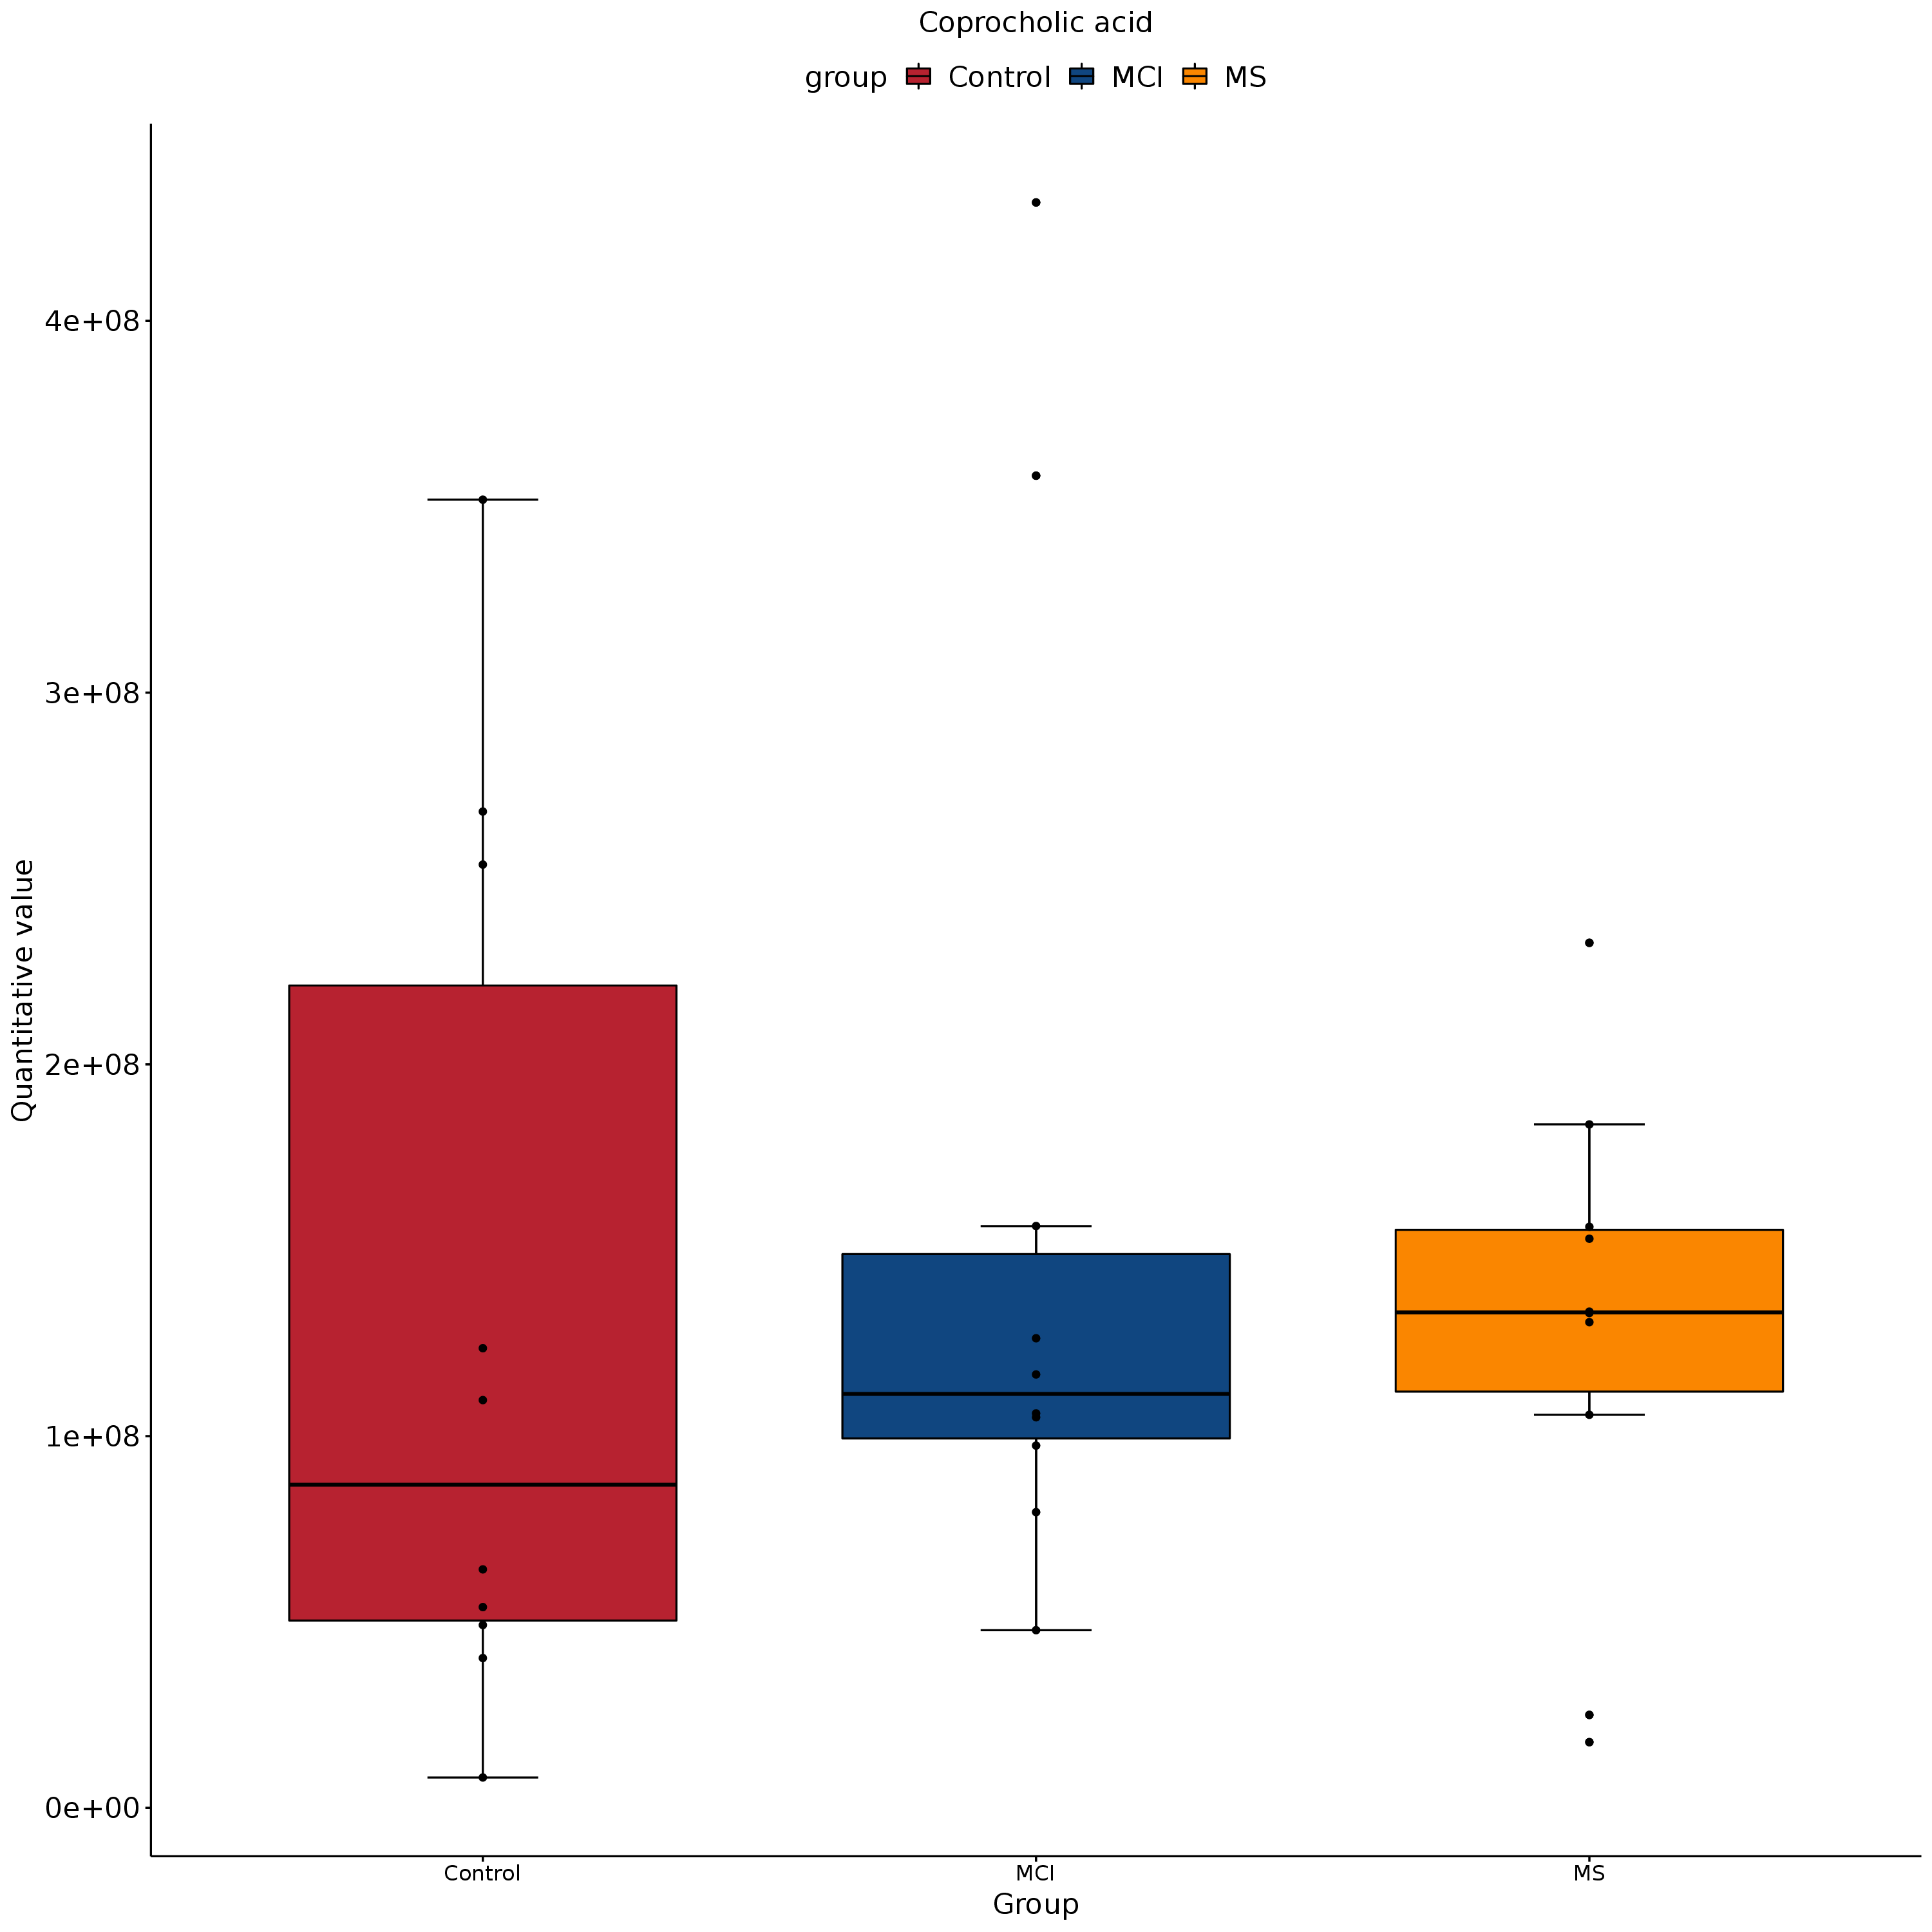 Coprocholic acid
group Control MCI MS
4e+08
3e+08
2e+08
1e+08
0e+00
Quantitative value
Control MCI MS
Group